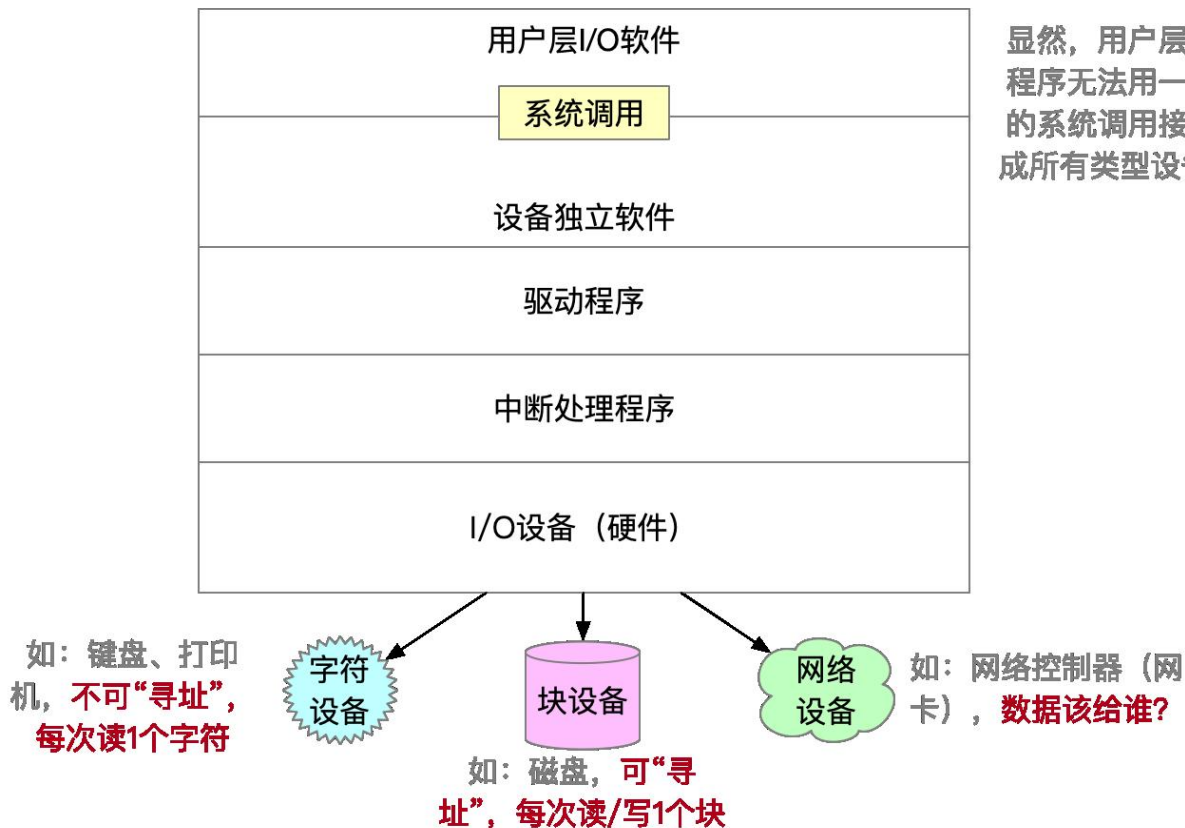 用户层I/O软件
系统调用
设备独立软件
驱动程序
中断处理程序
I/O设备（硬件）
显然，用户层
程序无法用一
的系统调用接
成所有类型设
如：键盘、打印
机，不可“寻址”，
每次读1个字符
字符
设备
块设备
如：磁盘，可“寻
址”，每次读/写1个块
网络
设备
如：网络控制器（网
卡），数据该给谁？